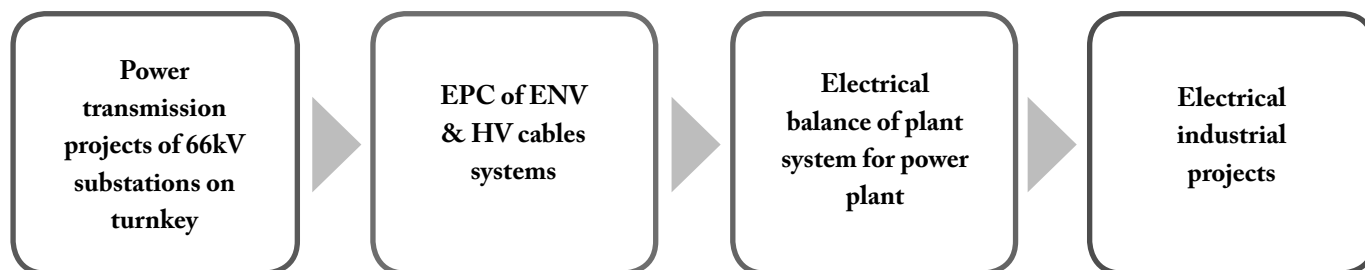 Power
transmission
projects of 66kV
substations on
turnkey
EPC of ENV
& HV cables
systems
Electrical
balance of plant
system for power
plant
Electrical
industrial
projects